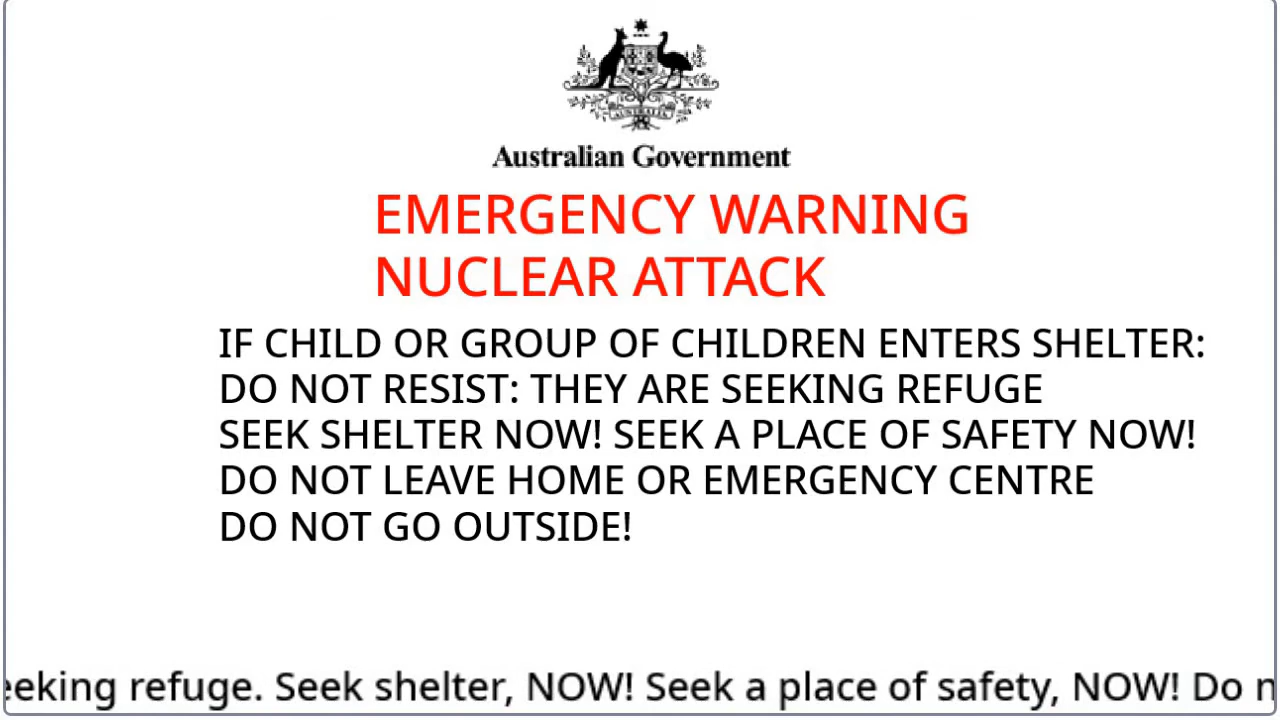 Australian Government
EMERGENCY WARNING
NUCLEAR ATTACK
IF CHILD OR GROUP OF CHILDREN ENTERS SHELTER:
DO NOT RESIST: THEY ARE SEEKING REFUGE
SEEK SHELTER NOW! SEEK A PLACE OF SAFETY NOW!
DO NOT LEAVE HOME OR EMERGENCY CENTRE
DO NOT GO OUTSIDE!
eeking refuge. Seek shelter, NOW! Seek a place of safety, NOW! Do n